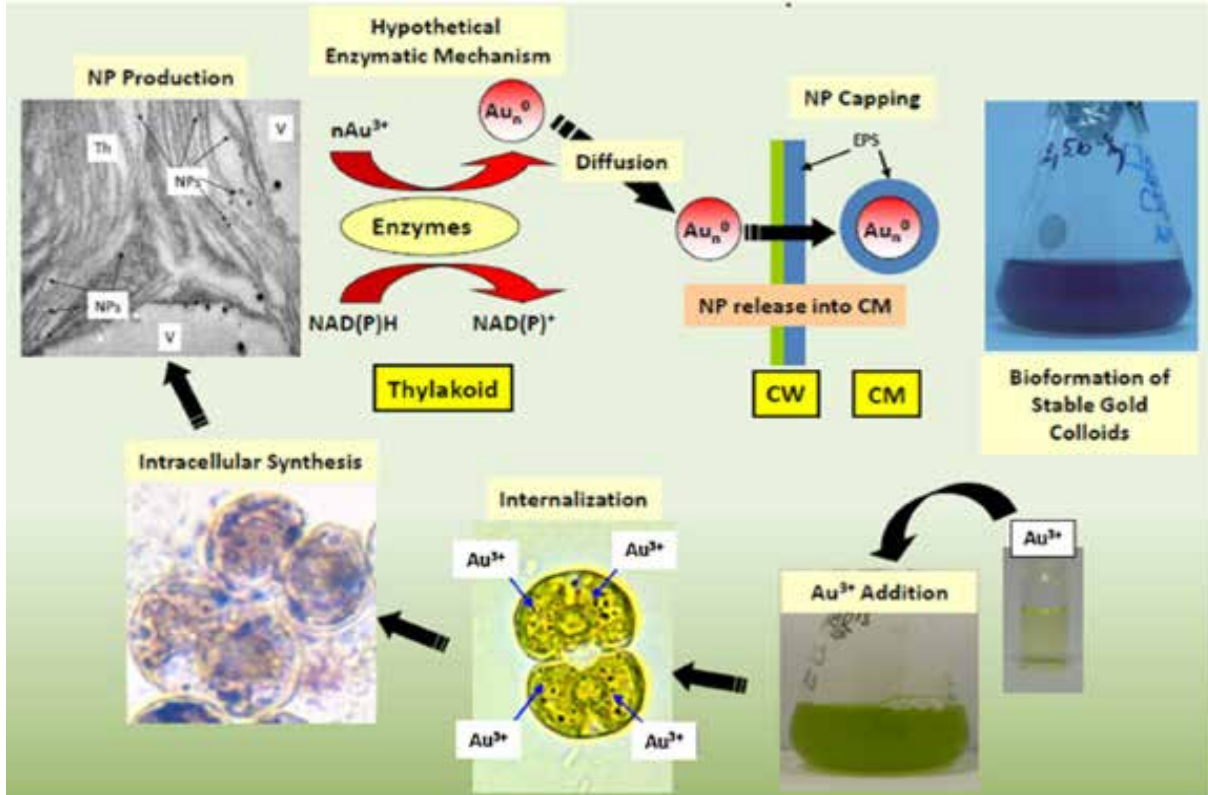 Hypothetical
Enzymatic Mechanism
NP Production
Th
V
NPs
NPs
V
nAu³⁺
Auₙ⁰
Enzymes
NAD(P)H
NAD(P)⁺
Thylakoid
Diffusion
Auₙ⁰
NP Capping
EPS
Auₙ⁰
NP release into CM
CW
CM
Bioformation of
Stable Gold
Colloids
Au³⁺
Au³⁺ Addition
Internalization
Au³⁺
Au³⁺
Au³⁺
Au³⁺
Intracellular Synthesis